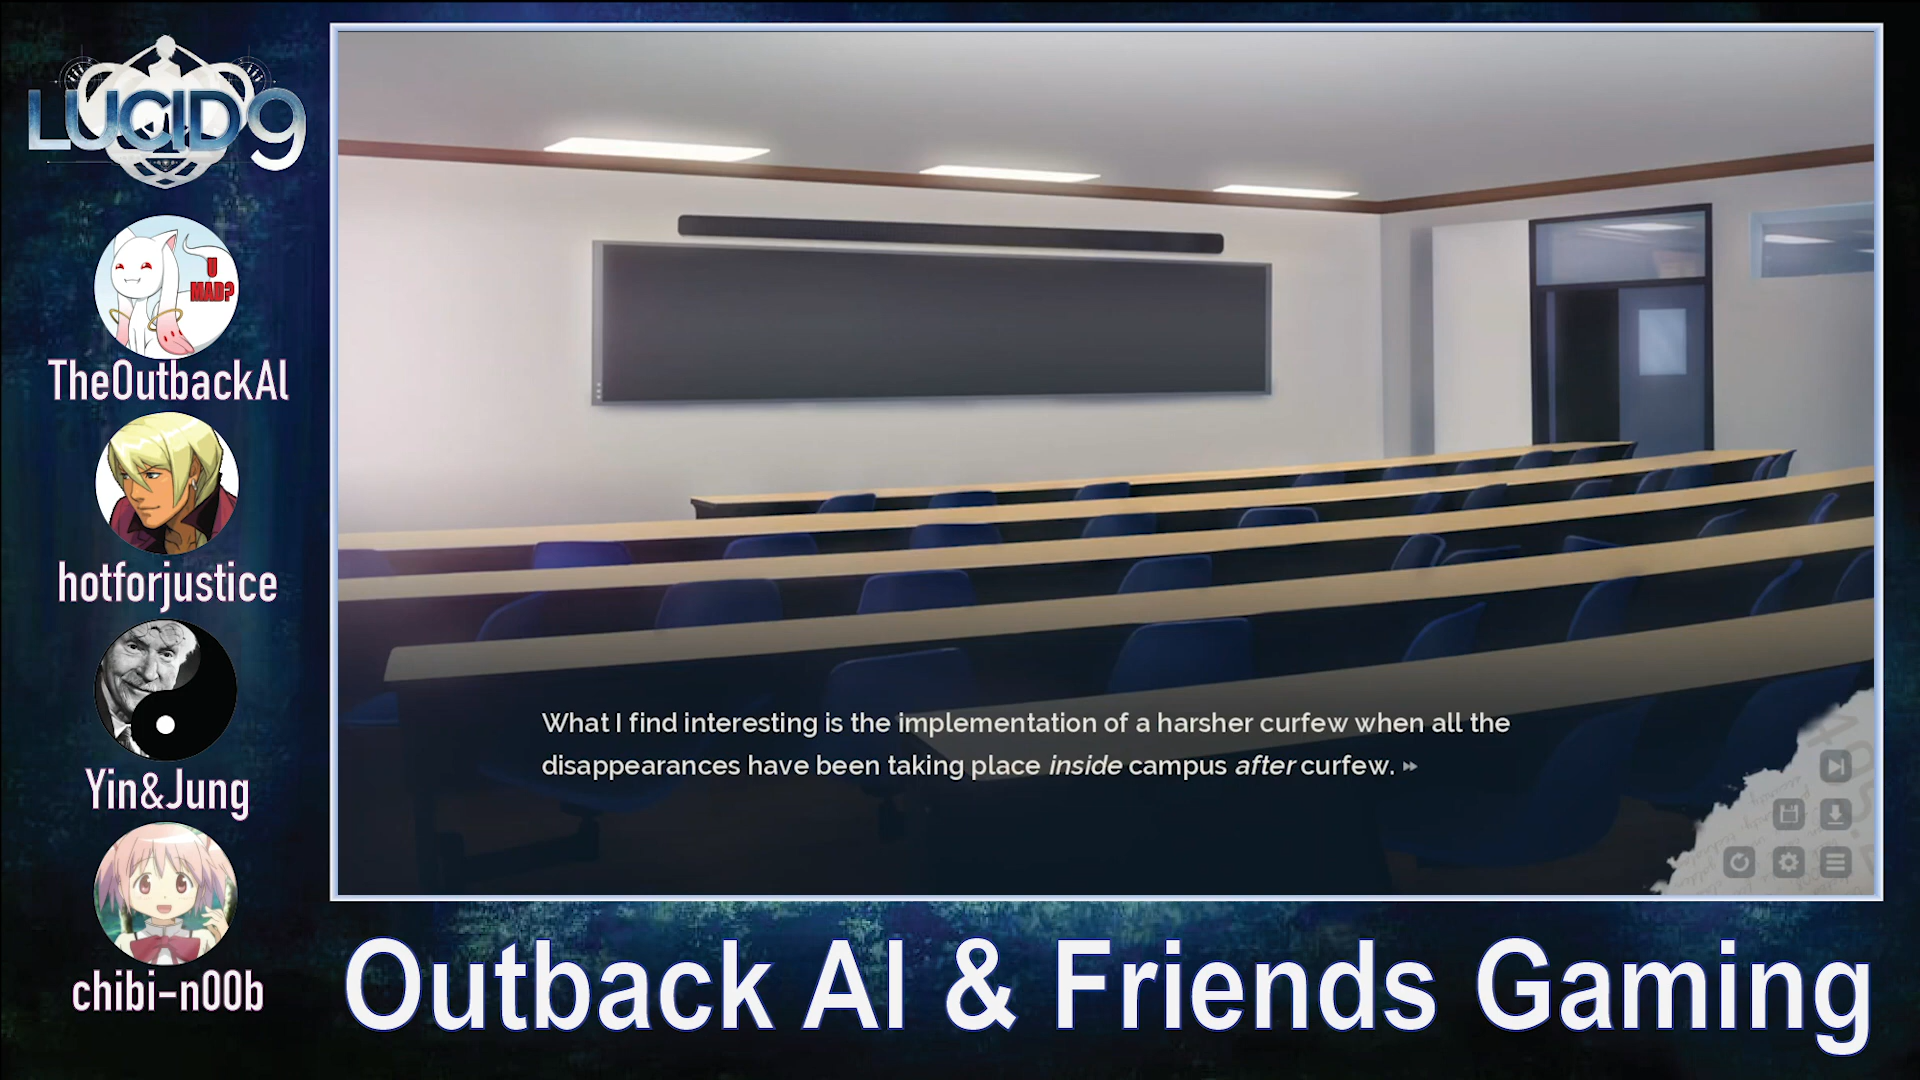 LUCID9
U
MAD?
TheOutbackAl
hotforjustice
Yin&Jung
chibi-n00b
What I find interesting is the implementation of a harsher curfew when all the
disappearances have been taking place inside campus after curfew.
Outback Al & Friends Gaming